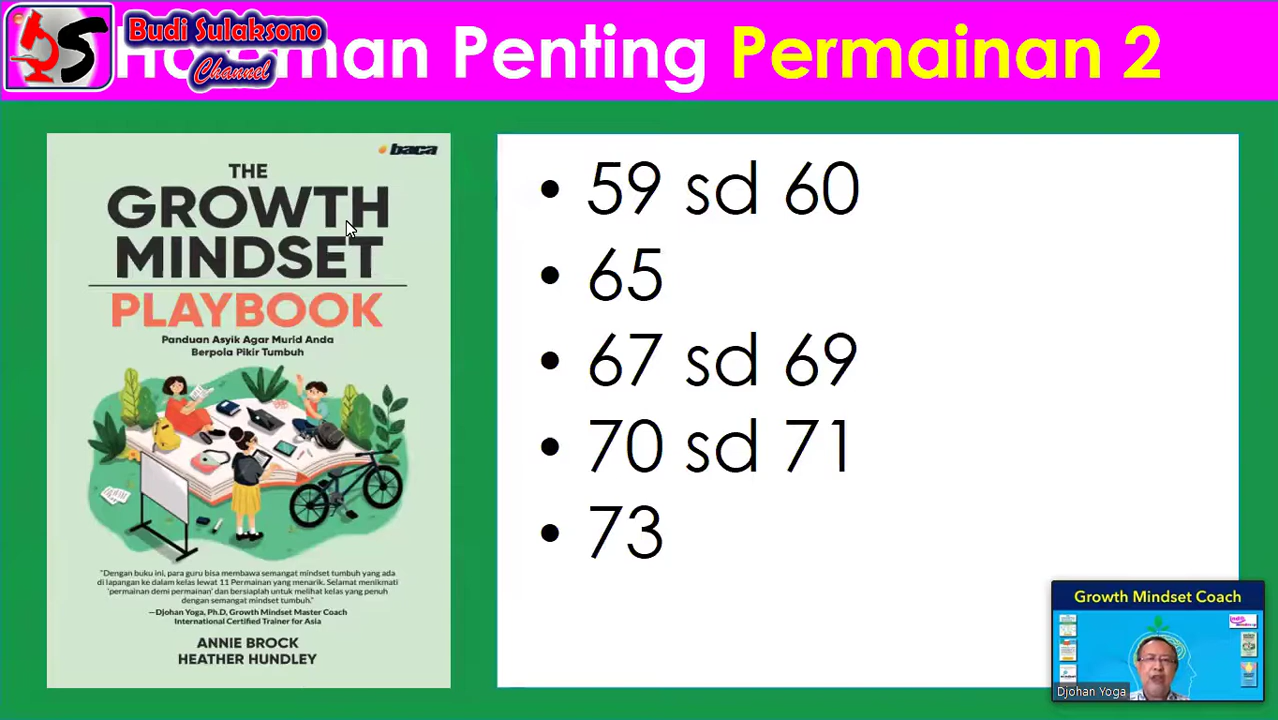 Budi Sulaksono
Channel
Penting Permainan 2
baca
THE
GROWTH
MINDSET
PLAYBOOK
Panduan Asyik Agar Murid Anda
Berpola Pikir Tumbuh
"Dengan buku ini, para guru bisa membawa semangat mindset tumbuh yang ada
di lapangan ke dalam kelas lewat 11 Permainan yang menarik. Selamat menikmati
'permainan demi permainan' dan bersiaplah untuk melihat kelas yang penuh
dengan semangat mindset tumbuh."
—Djohan Yoga, Ph.D, Growth Mindset Master Coach
International Certified Trainer for Asia
ANNIE BROCK
HEATHER HUNDLEY
• 59 sd 60
• 65
• 67 sd 69
• 70 sd 71
• 73
Growth Mindset Coach
Djohan Yoga